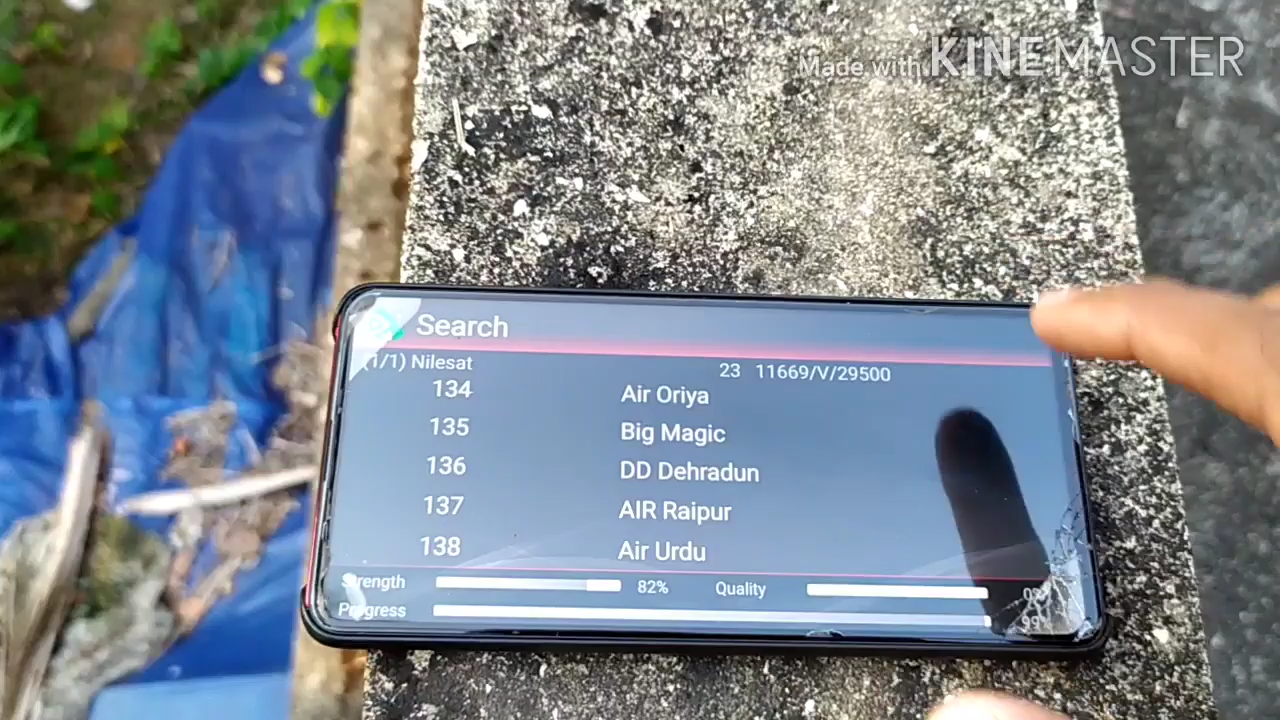 Made with KINEMASTER
Search
(1/1) Nilesat 23 11669/V/29500
134 Air Oriya
135 Big Magic
136 DD Dehradun
137 AIR Raipur
138 Air Urdu
Strength 82% Quality
Progress